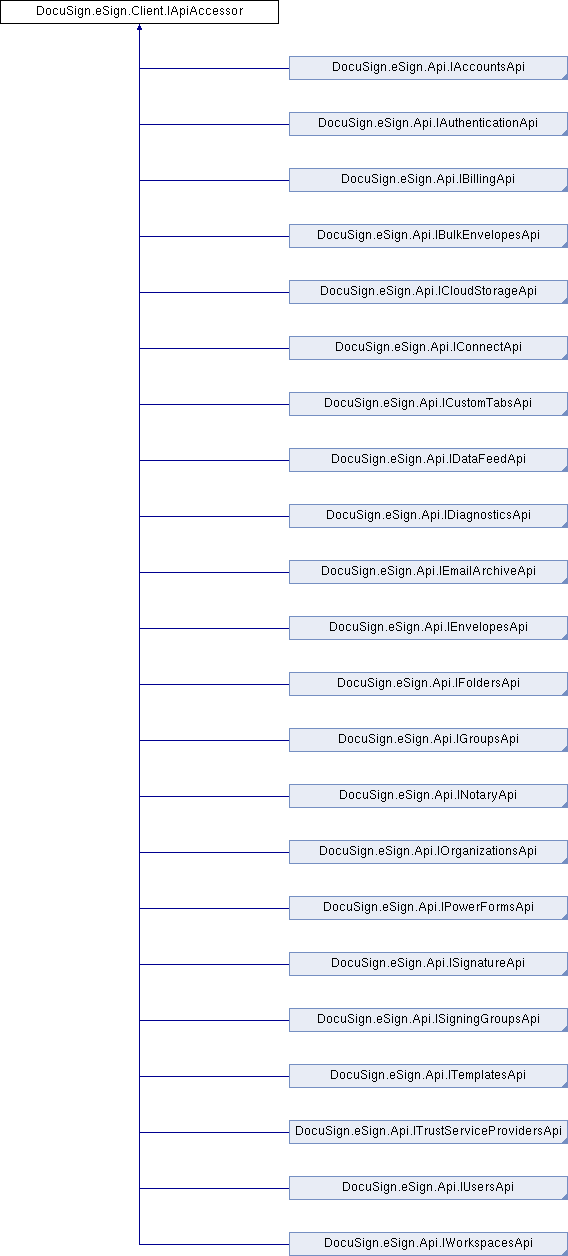 DocuSign.eSign.Client.IApiAccessor
DocuSign.eSign.Api.IAccountsApi
DocuSign.eSign.Api.IAuthenticationApi
DocuSign.eSign.Api.IBillingApi
DocuSign.eSign.Api.IBulkEnvelopesApi
DocuSign.eSign.Api.ICloudStorageApi
DocuSign.eSign.Api.IConnectApi
DocuSign.eSign.Api.ICustomTabsApi
DocuSign.eSign.Api.IDataFeedApi
DocuSign.eSign.Api.IDiagnosticsApi
DocuSign.eSign.Api.IEmailArchiveApi
DocuSign.eSign.Api.IEnvelopesApi
DocuSign.eSign.Api.IFoldersApi
DocuSign.eSign.Api.IGroupsApi
DocuSign.eSign.Api.INotaryApi
DocuSign.eSign.Api.IOrganizationsApi
DocuSign.eSign.Api.IPowerFormsApi
DocuSign.eSign.Api.ISignatureApi
DocuSign.eSign.Api.ISigningGroupsApi
DocuSign.eSign.Api.ITemplatesApi
DocuSign.eSign.Api.ITrustServiceProvidersApi
DocuSign.eSign.Api.IUsersApi
DocuSign.eSign.Api.IWorkspacesApi